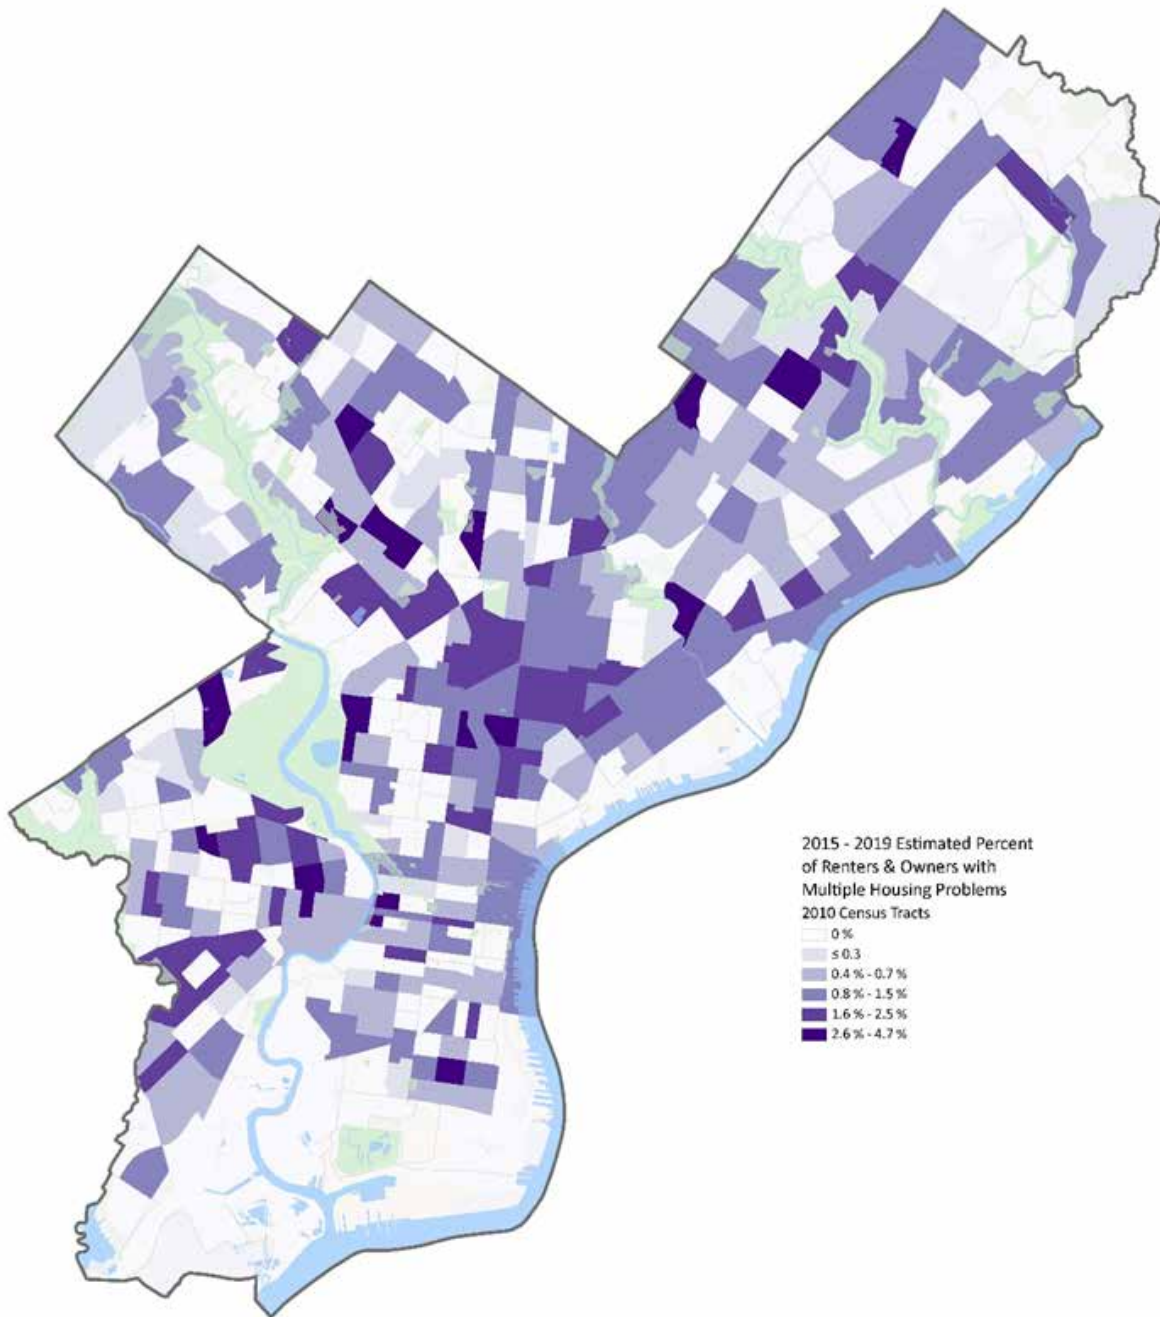 2015 - 2019 Estimated Percent
of Renters & Owners with
Multiple Housing Problems
2010 Census Tracts
0 %
≤ 0.3
0.4 % - 0.7 %
0.8 % - 1.5 %
1.6 % - 2.5 %
2.6 % - 4.7 %